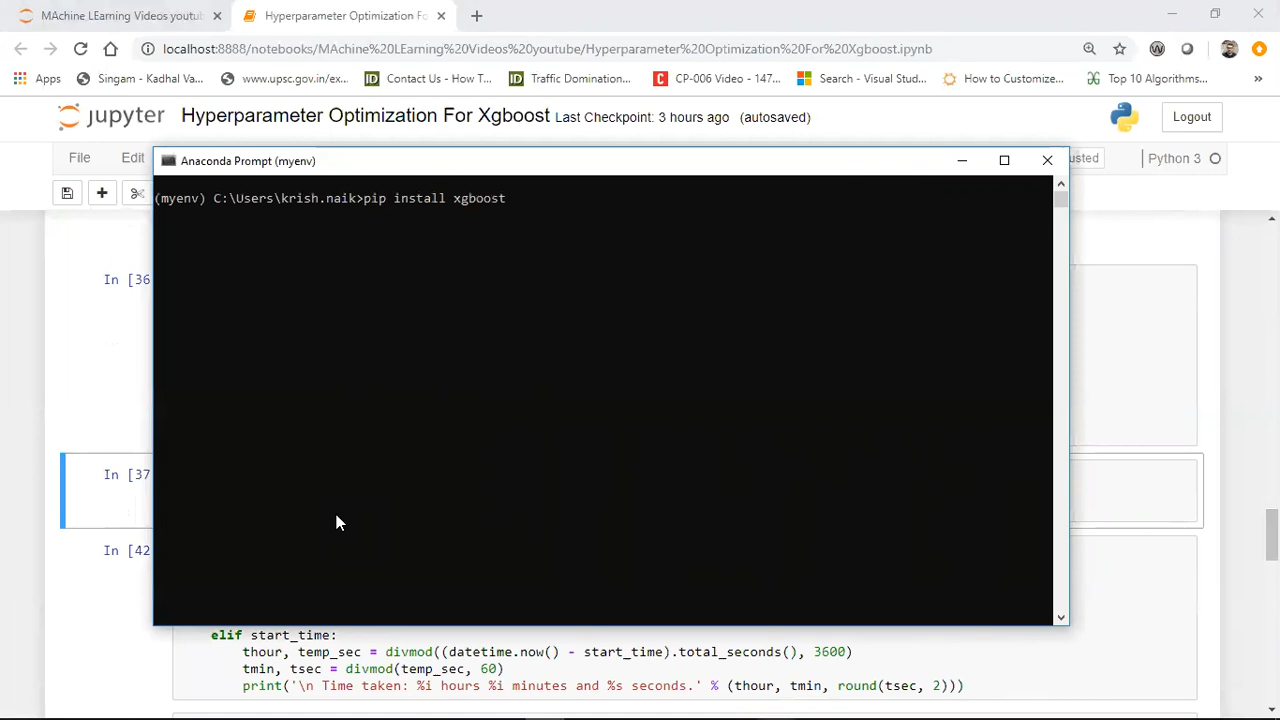 MAchine LEarning Videos youtub
Hyperparameter Optimization For
localhost:8888/notebooks/MAchine%20LEarning%20Videos%20youtube/Hyperparameter%20Optimization%20For%20Xgboost.ipynb
Apps
Singam - Kadhal Va...
www.upsc.gov.in/ex...
Contact Us - How T...
Traffic Domination...
CP-006 Video - 147...
Search - Visual Stud...
How to Customize...
Top 10 Algorithms...
»
jupyter
Hyperparameter Optimization For Xgboost Last Checkpoint: 3 hours ago (autosaved)
Logout
File
Edit
usted
Python 3
Anaconda Prompt (myenv)
(myenv) C:\Users\krish.naik>pip install xgboost
In [36
In [37
In [42
elif start_time:
thour, temp_sec = divmod((datetime.now() - start_time).total_seconds(), 3600)
tmin, tsec = divmod(temp_sec, 60)
print('\n Time taken: %i hours %i minutes and %s seconds.' % (thour, tmin, round(tsec, 2)))